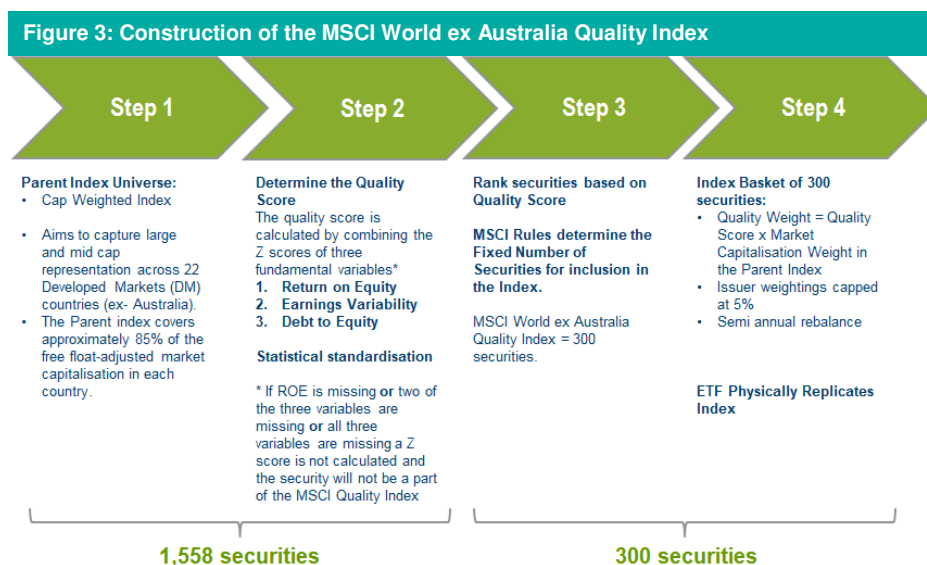 Figure 3: Construction of the MSCI World ex Australia Quality Index
Step 1
Step 2
Step 3
Step 4
Parent Index Universe:
• Cap Weighted Index
• Aims to capture large
and mid cap
representation across 22
Developed Markets (DM)
countries (ex- Australia).
• The Parent index covers
approximately 85% of the
free float-adjusted market
capitalisation in each
country.
Determine the Quality
Score
The quality score is
calculated by combining the
Z scores of three
fundamental variables*
1. Return on Equity
2. Earnings Variability
3. Debt to Equity
Statistical standardisation
* If ROE is missing or two of
the three variables are
missing or all three
variables are missing a Z
score is not calculated and
the security will not be a part
of the MSCI Quality Index
Rank securities based on
Quality Score
MSCI Rules determine the
Fixed Number of
Securities for inclusion in
the Index.
MSCI World ex Australia
Quality Index = 300
securities.
Index Basket of 300
securities:
• Quality Weight = Quality
Score x Market
Capitalisation Weight in
the Parent Index
• Issuer weightings capped
at 5%
• Semi annual rebalance
ETF Physically Replicates
Index
1,558 securities
300 securities